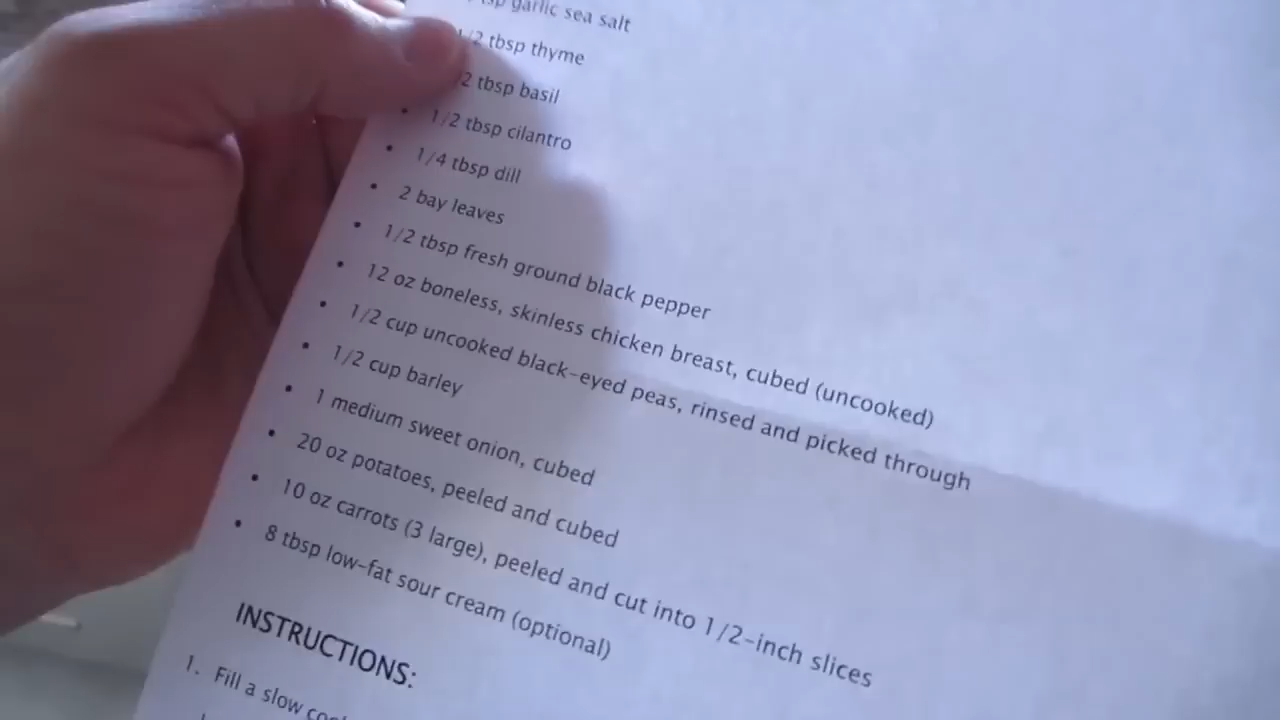 tsp garlic sea salt
1/2 tbsp thyme
/2 tbsp basil
• 1/2 tbsp cilantro
• 1/4 tbsp dill
• 2 bay leaves
• 1/2 tbsp fresh ground black pepper
• 12 oz boneless, skinless chicken breast, cubed (uncooked)
• 1/2 cup uncooked black-eyed peas, rinsed and picked through
• 1/2 cup barley
• 1 medium sweet onion, cubed
• 20 oz potatoes, peeled and cubed
• 10 oz carrots (3 large), peeled and cut into 1/2-inch slices
• 8 tbsp low-fat sour cream (optional)
INSTRUCTIONS:
1. Fill a slow